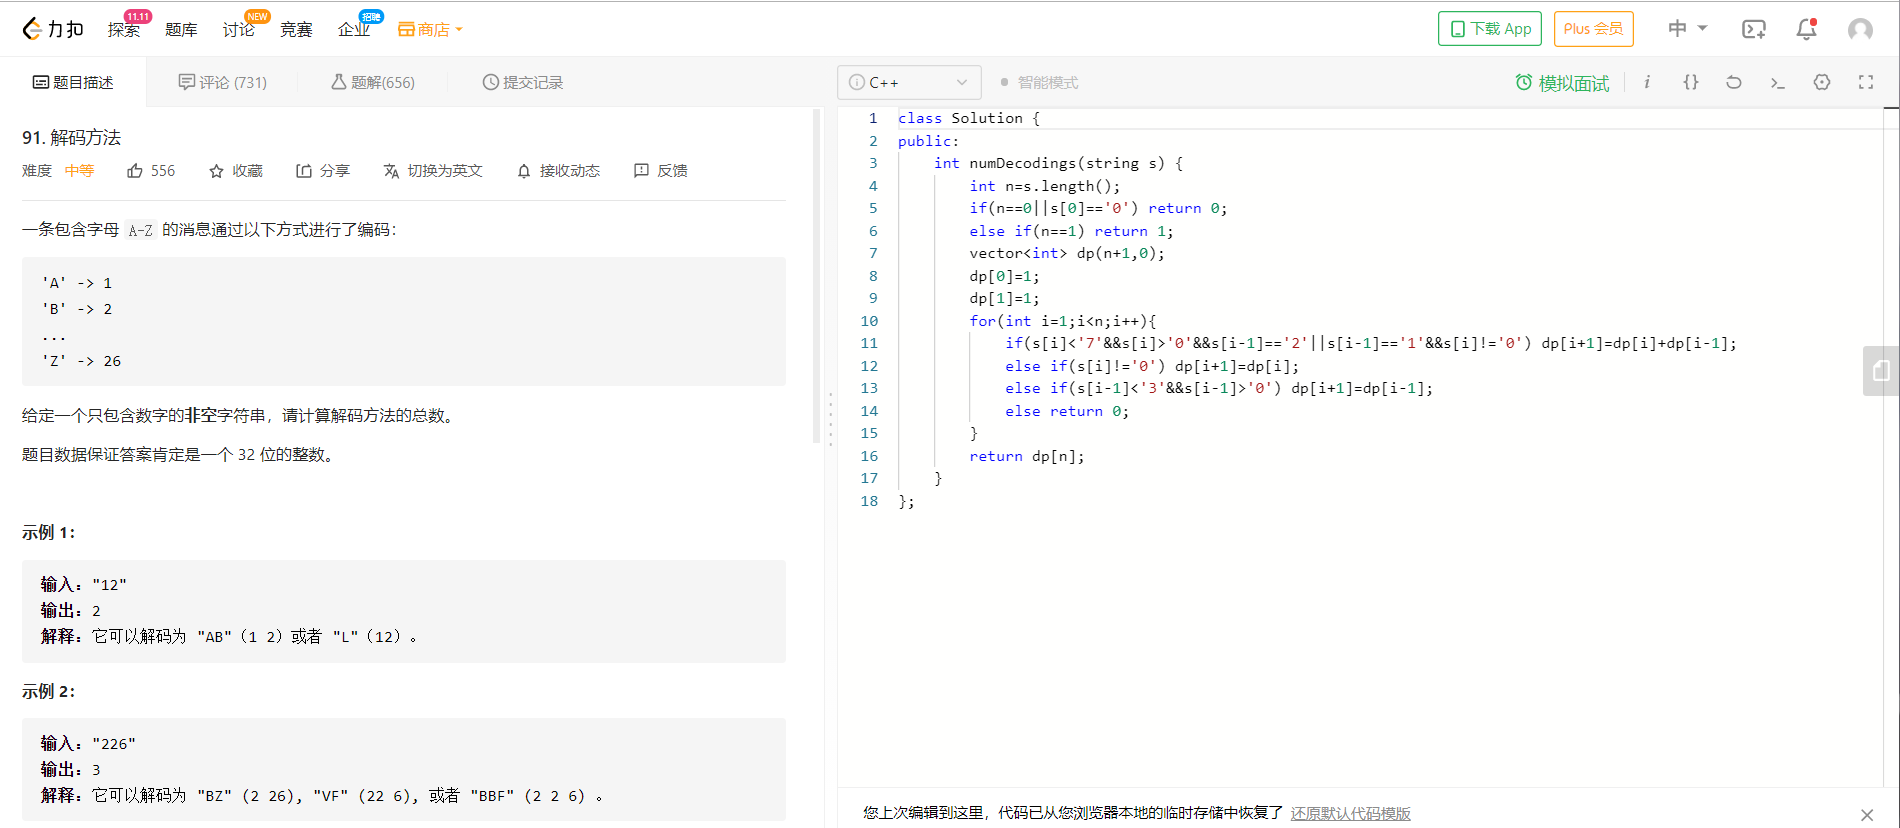 力扣 探索 11.11 题库 讨论 NEW 竞赛 企业 招聘 商店 下载 App Plus 会员 中
题目描述 评论 (731) 题解(656) 提交记录
91. 解码方法
难度 中等 556 收藏 分享 切换为英文 接收动态 反馈
一条包含字母 A-Z 的消息通过以下方式进行了编码：
'A' -> 1
'B' -> 2
...
'Z' -> 26
给定一个只包含数字的非空字符串，请计算解码方法的总数。
题目数据保证答案肯定是一个 32 位的整数。
示例 1：
输入："12"
输出：2
解释：它可以解码为 "AB"（1 2）或者 "L"（12）。
示例 2：
输入："226"
输出：3
解释：它可以解码为 "BZ" (2 26), "VF" (22 6), 或者 "BBF" (2 2 6) 。
C++ 智能模式 模拟面试 i {}
1 class Solution {
2 public:
3 int numDecodings(string s) {
4 int n=s.length();
5 if(n==0||s[0]=='0') return 0;
6 else if(n==1) return 1;
7 vector<int> dp(n+1,0);
8 dp[0]=1;
9 dp[1]=1;
10 for(int i=1;i<n;i++){
11 if(s[i]<'7'&&s[i]>'0'&&s[i-1]=='2'||s[i-1]=='1'&&s[i]!='0') dp[i+1]=dp[i]+dp[i-1];
12 else if(s[i]!='0') dp[i+1]=dp[i];
13 else if(s[i-1]<'3'&&s[i-1]>'0') dp[i+1]=dp[i-1];
14 else return 0;
15 }
16 return dp[n];
17 }
18 };
您上次编辑到这里，代码已从您浏览器本地的临时存储中恢复了 还原默认代码模版